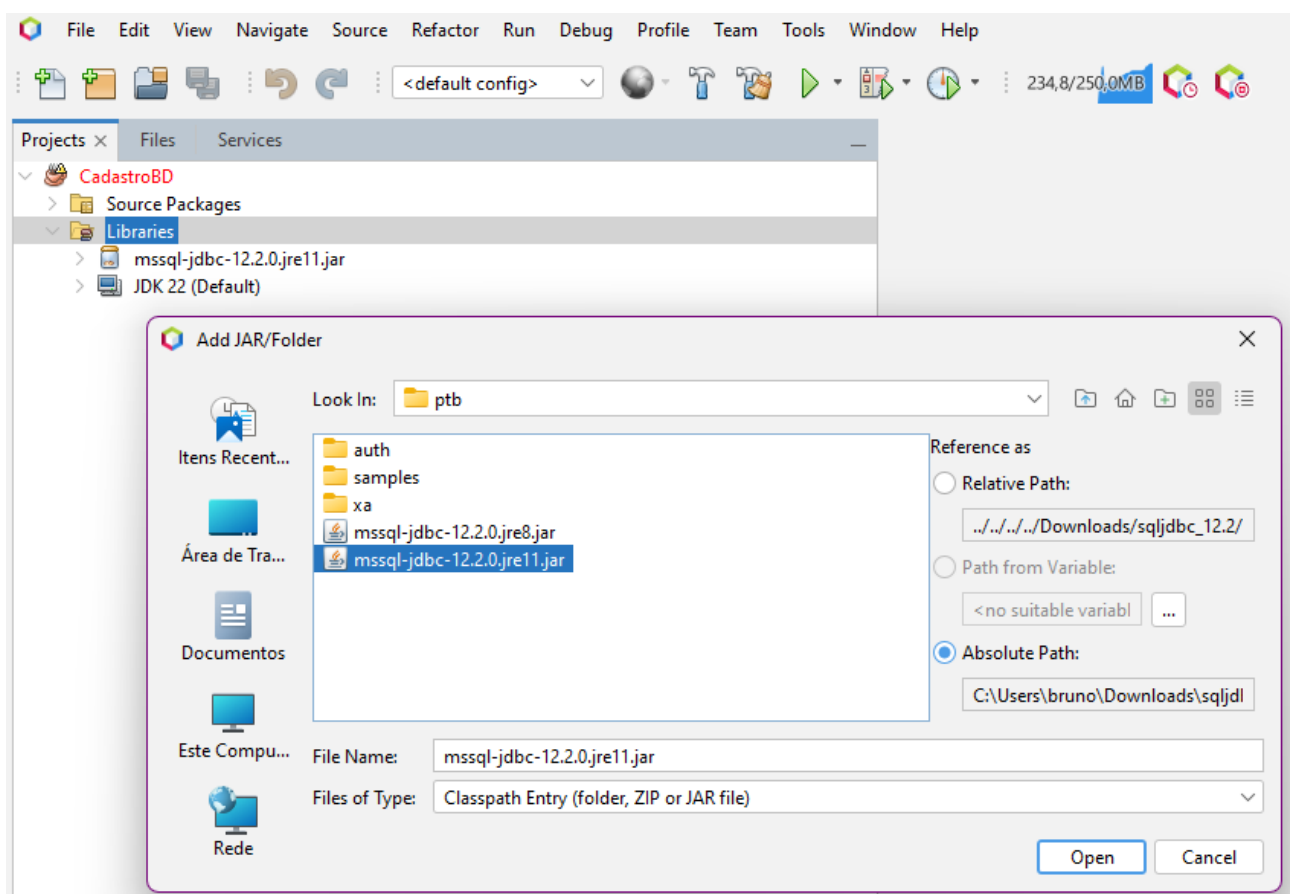 File Edit View Navigate Source Refactor Run Debug Profile Team Tools Window Help
<default config> 234,8/250,0MB
Projects Files Services
CadastroBD
Source Packages
Libraries
mssql-jdbc-12.2.0.jre11.jar
JDK 22 (Default)
Add JAR/Folder
Look In: ptb
Itens Recent...
Área de Tra...
Documentos
Este Compu...
Rede
auth
samples
xa
mssql-jdbc-12.2.0.jre8.jar
mssql-jdbc-12.2.0.jre11.jar
Reference as
Relative Path:
../../../../Downloads/sqljdbc_12.2/
Path from Variable:
<no suitable variabl ...
Absolute Path:
C:\Users\bruno\Downloads\sqljdl
File Name: mssql-jdbc-12.2.0.jre11.jar
Files of Type: Classpath Entry (folder, ZIP or JAR file)
Open Cancel